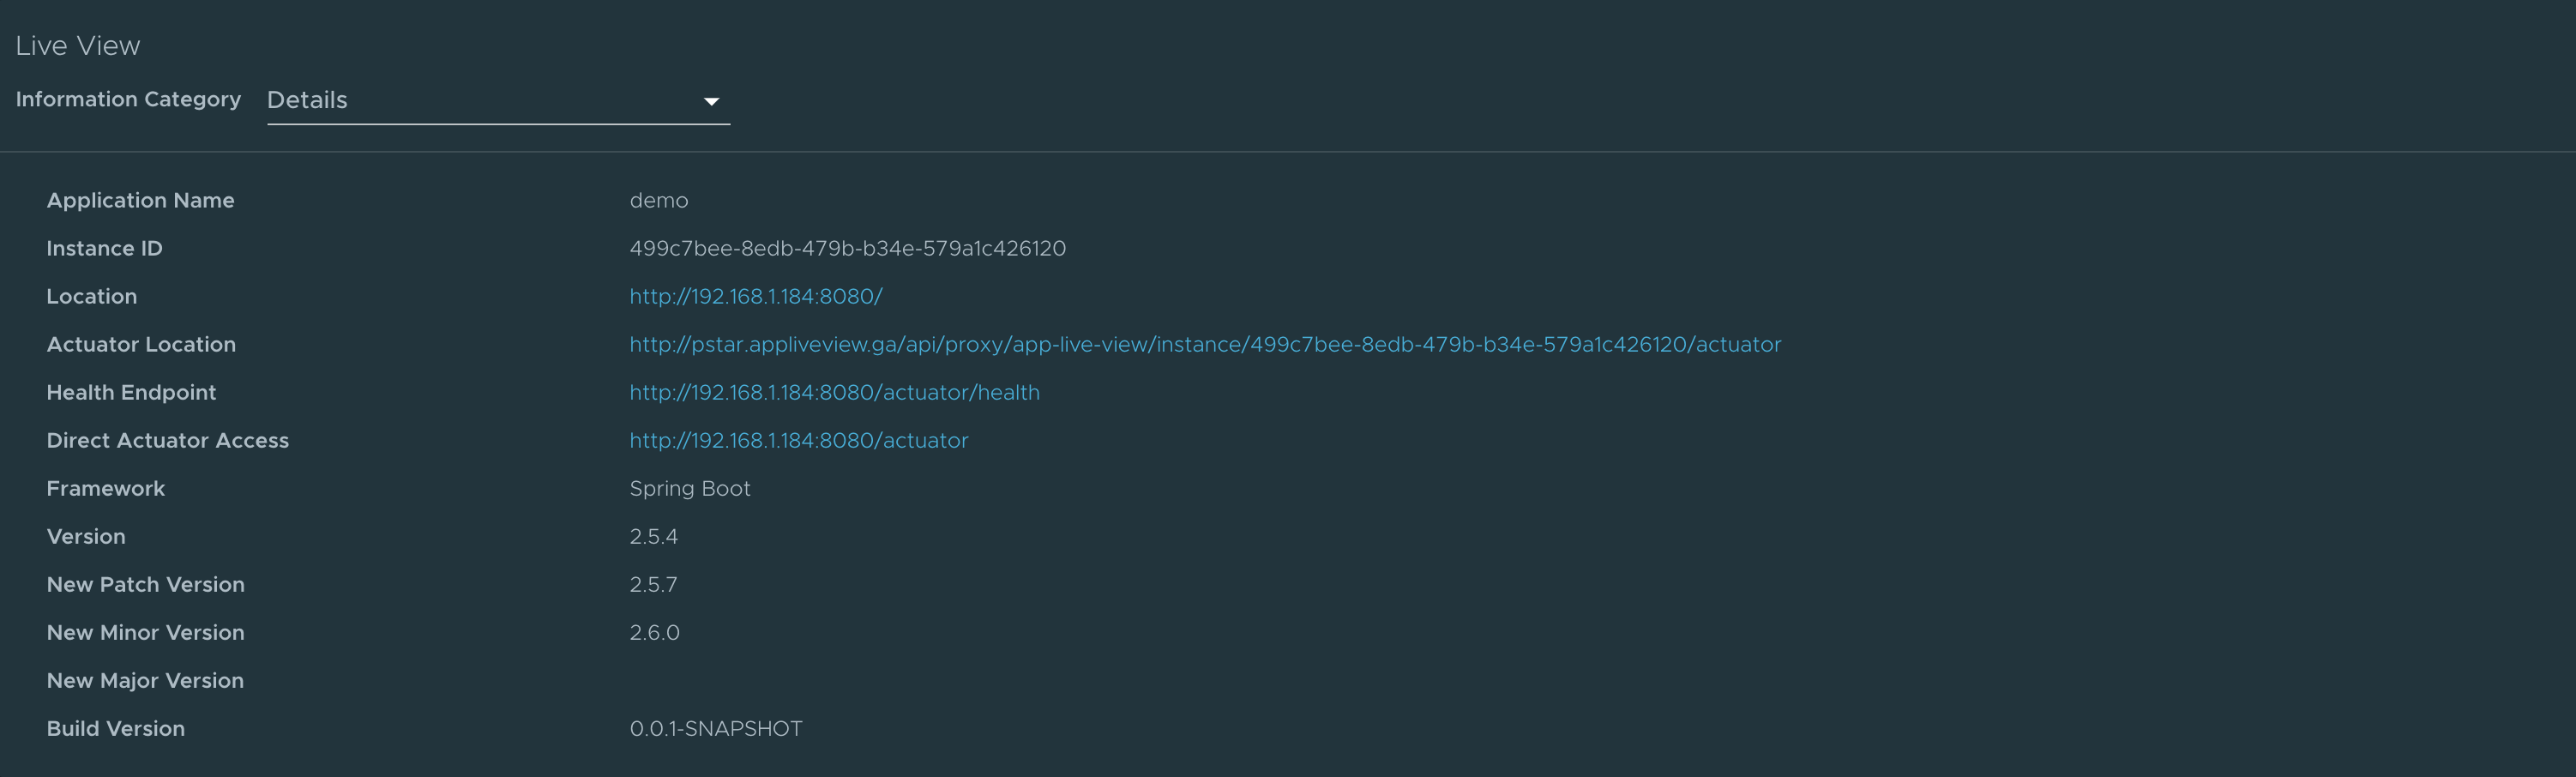 Live View
Information Category Details
Application Name demo
Instance ID 499c7bee-8edb-479b-b34e-579a1c426120
Location http://192.168.1.184:8080/
Actuator Location http://pstar.appliveview.ga/api/proxy/app-live-view/instance/499c7bee-8edb-479b-b34e-579a1c426120/actuator
Health Endpoint http://192.168.1.184:8080/actuator/health
Direct Actuator Access http://192.168.1.184:8080/actuator
Framework Spring Boot
Version 2.5.4
New Patch Version 2.5.7
New Minor Version 2.6.0
New Major Version
Build Version 0.0.1-SNAPSHOT